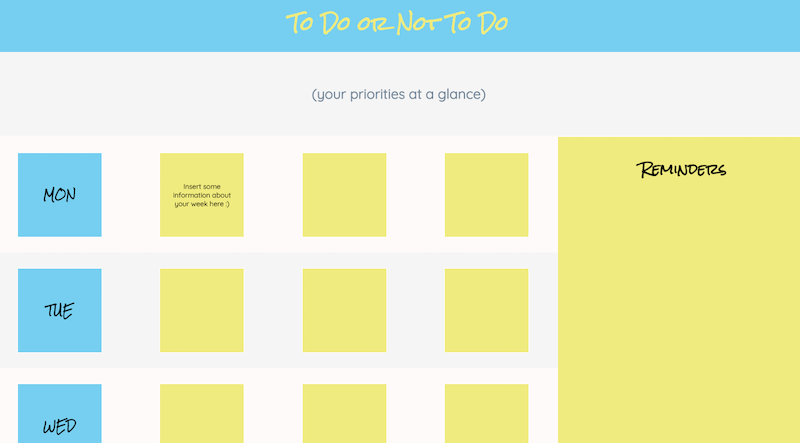 To Do or Not To Do
(your priorities at a glance)
MON
Insert some
information about
your week here :)
Reminders
TUE
WED